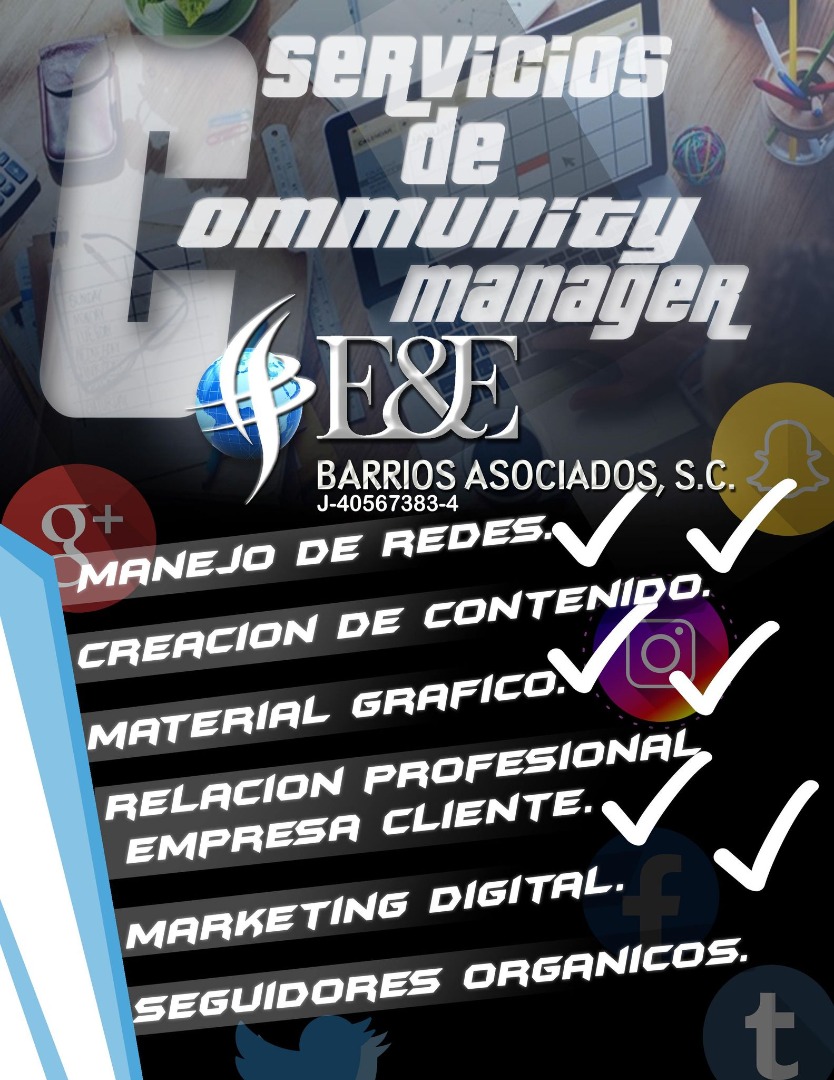 servicios
de
Community
manager
E&E
BARRIOS ASOCIADOS, S.C.
J-40567383-4
g+
MANEJO DE REDES.
CREACION DE CONTENIDO.
MATERIAL GRAFICO.
RELACION PROFESIONAL
EMPRESA CLIENTE.
MARKETING DIGITAL.
SEGUIDORES ORGANICOS.
f
t